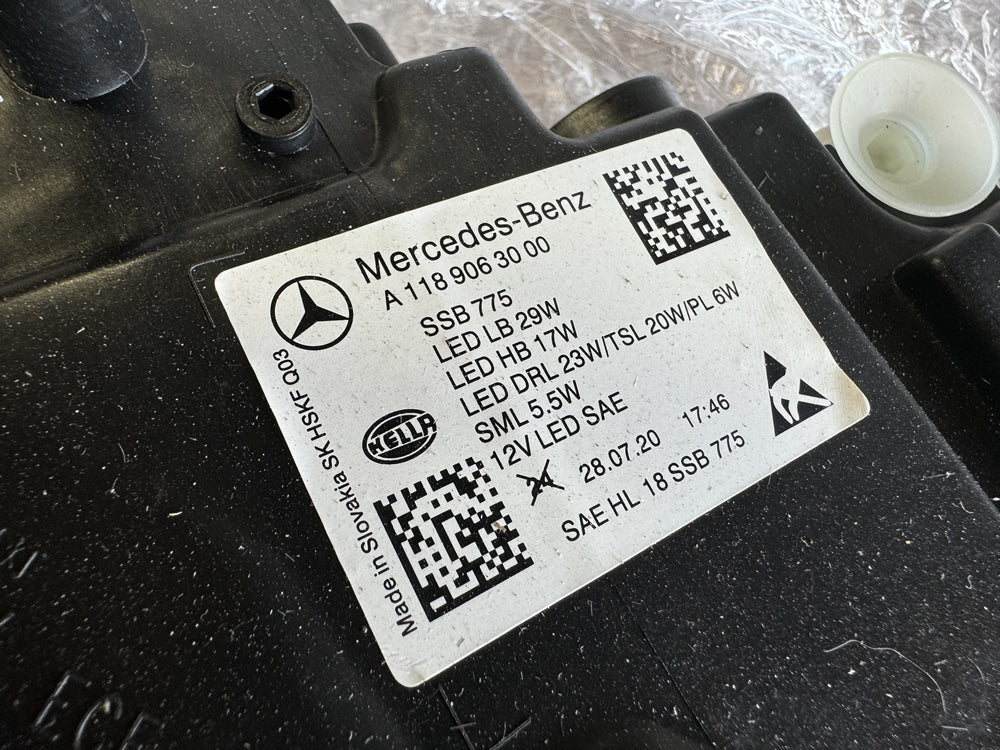 Mercedes-Benz
A 118 906 30 00
SSB 775
LED LB 29W
LED HB 17W
LED DRL 23W/TSL 20W/PL 6W
SML 5.5W
12V LED SAE
28.07.20 17:46
SAE HL 18 SSB 775
HELLA
Made in Slovakia SK HSKF Q03